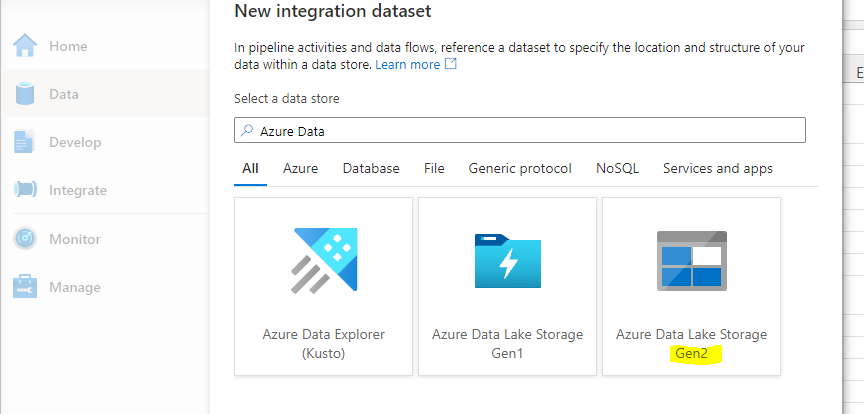 New integration dataset
In pipeline activities and data flows, reference a dataset to specify the location and structure of your
data within a data store. Learn more
Select a data store
Azure Data
All Azure Database File Generic protocol NoSQL Services and apps
Azure Data Explorer
(Kusto)
Azure Data Lake Storage
Gen1
Azure Data Lake Storage
Gen2
Home
Data
Develop
Integrate
Monitor
Manage
E